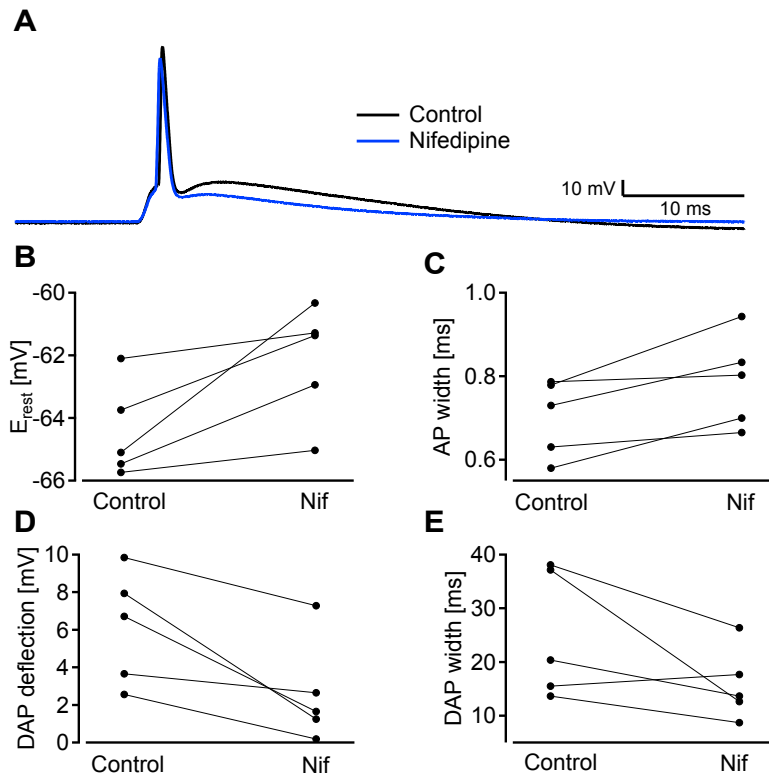 A
Control
Nifedipine
10 mV
10 ms
B
E_rest [mV]
-60
-62
-64
-66
Control
Nif
C
AP width [ms]
1.0
0.8
0.6
Control
Nif
D
DAP deflection [mV]
10
8
6
4
2
0
Control
Nif
E
DAP width [ms]
40
30
20
10
Control
Nif